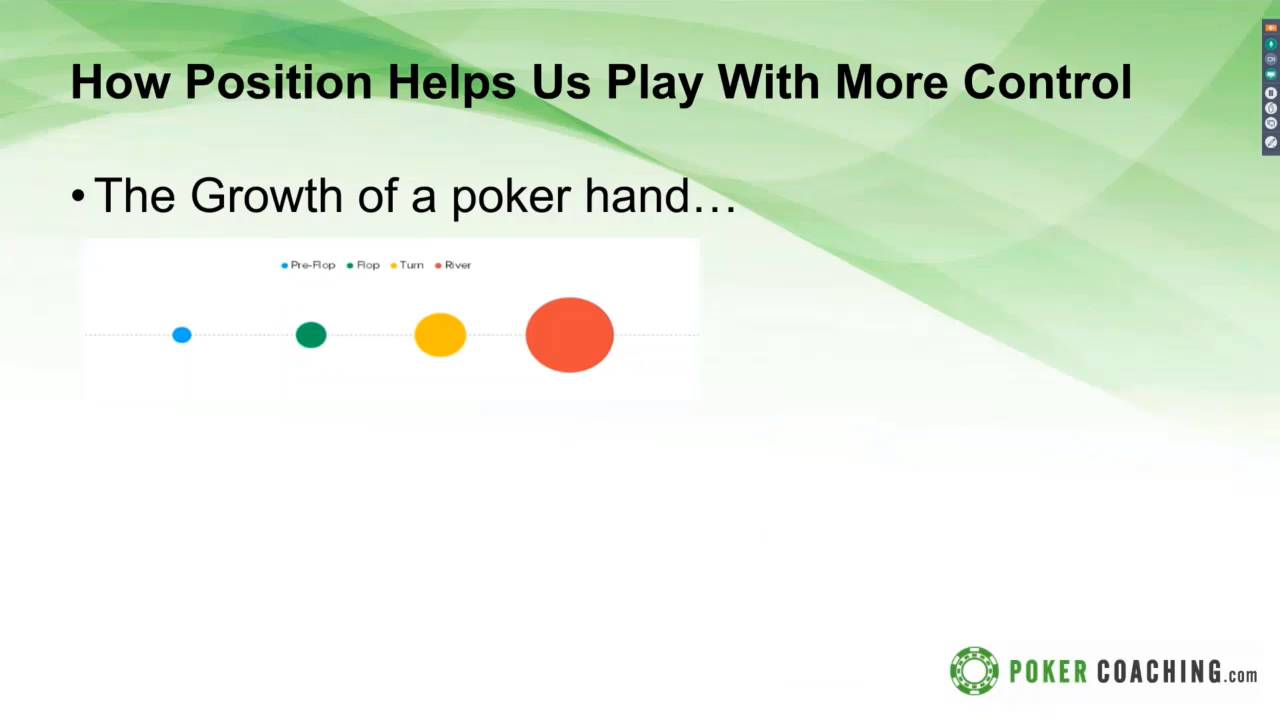 How Position Helps Us Play With More Control
• The Growth of a poker hand…
Pre-Flop Flop Turn River
POKER COACHING.com